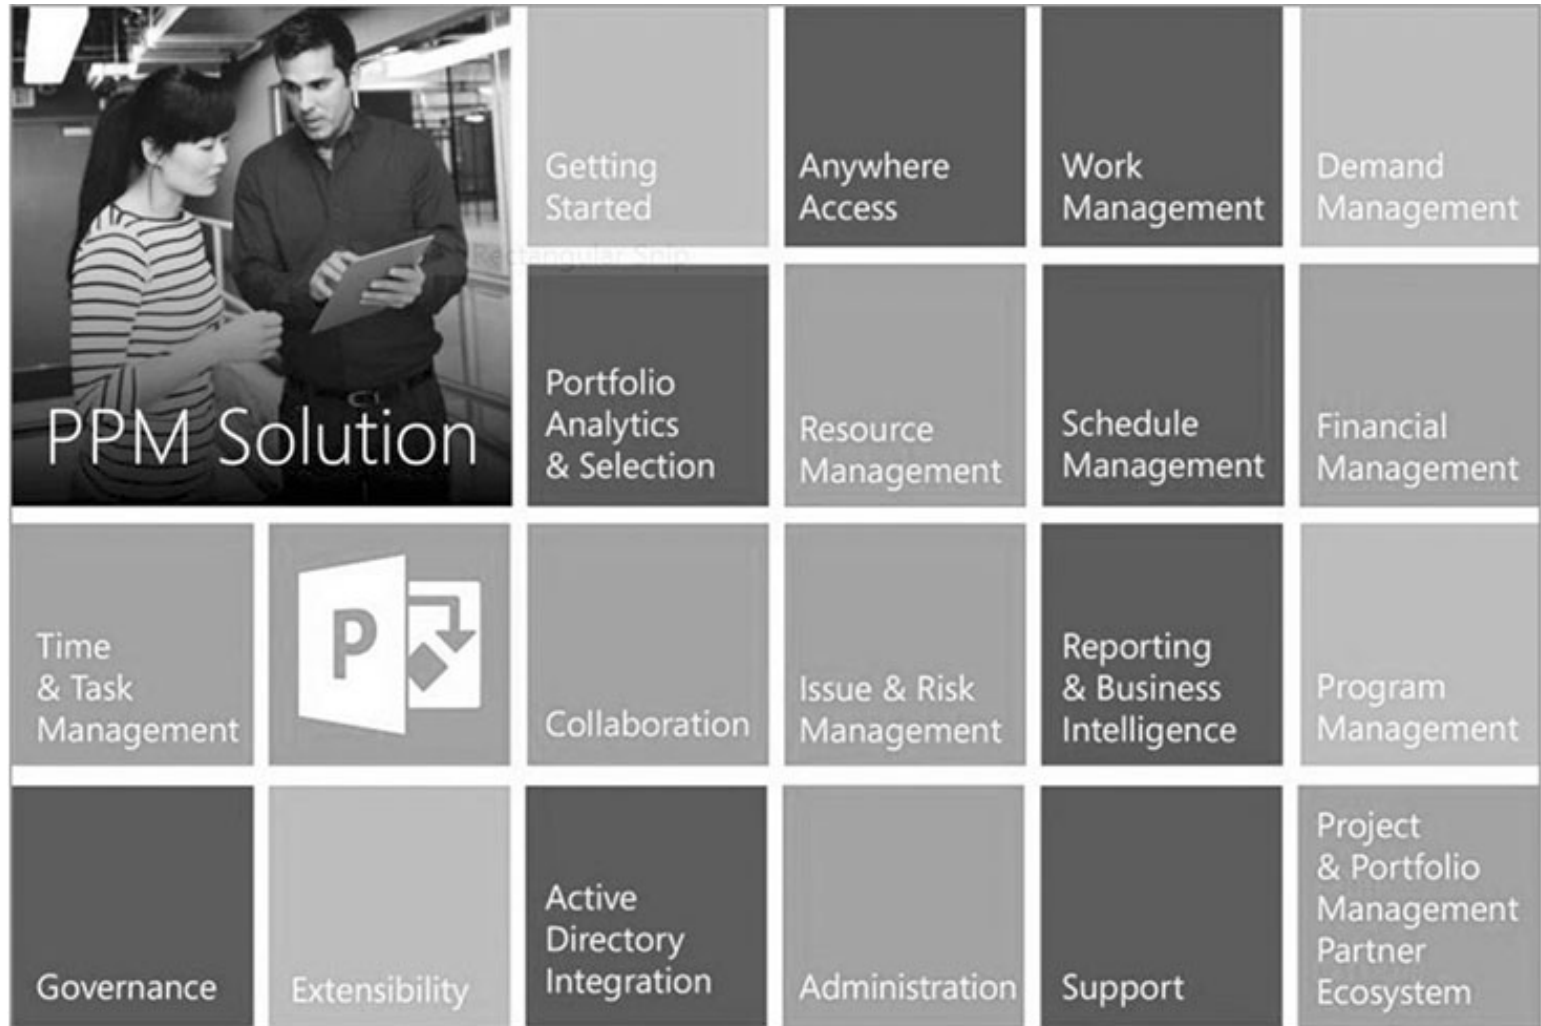 Getting
Started
Anywhere
Access
Work
Management
Demand
Management
Rectangular Snip
PPM Solution
Portfolio
Analytics
& Selection
Resource
Management
Schedule
Management
Financial
Management
Time
& Task
Management
P
Collaboration
Issue & Risk
Management
Reporting
& Business
Intelligence
Program
Management
Governance
Extensibility
Active
Directory
Integration
Administration
Support
Project
& Portfolio
Management
Partner
Ecosystem